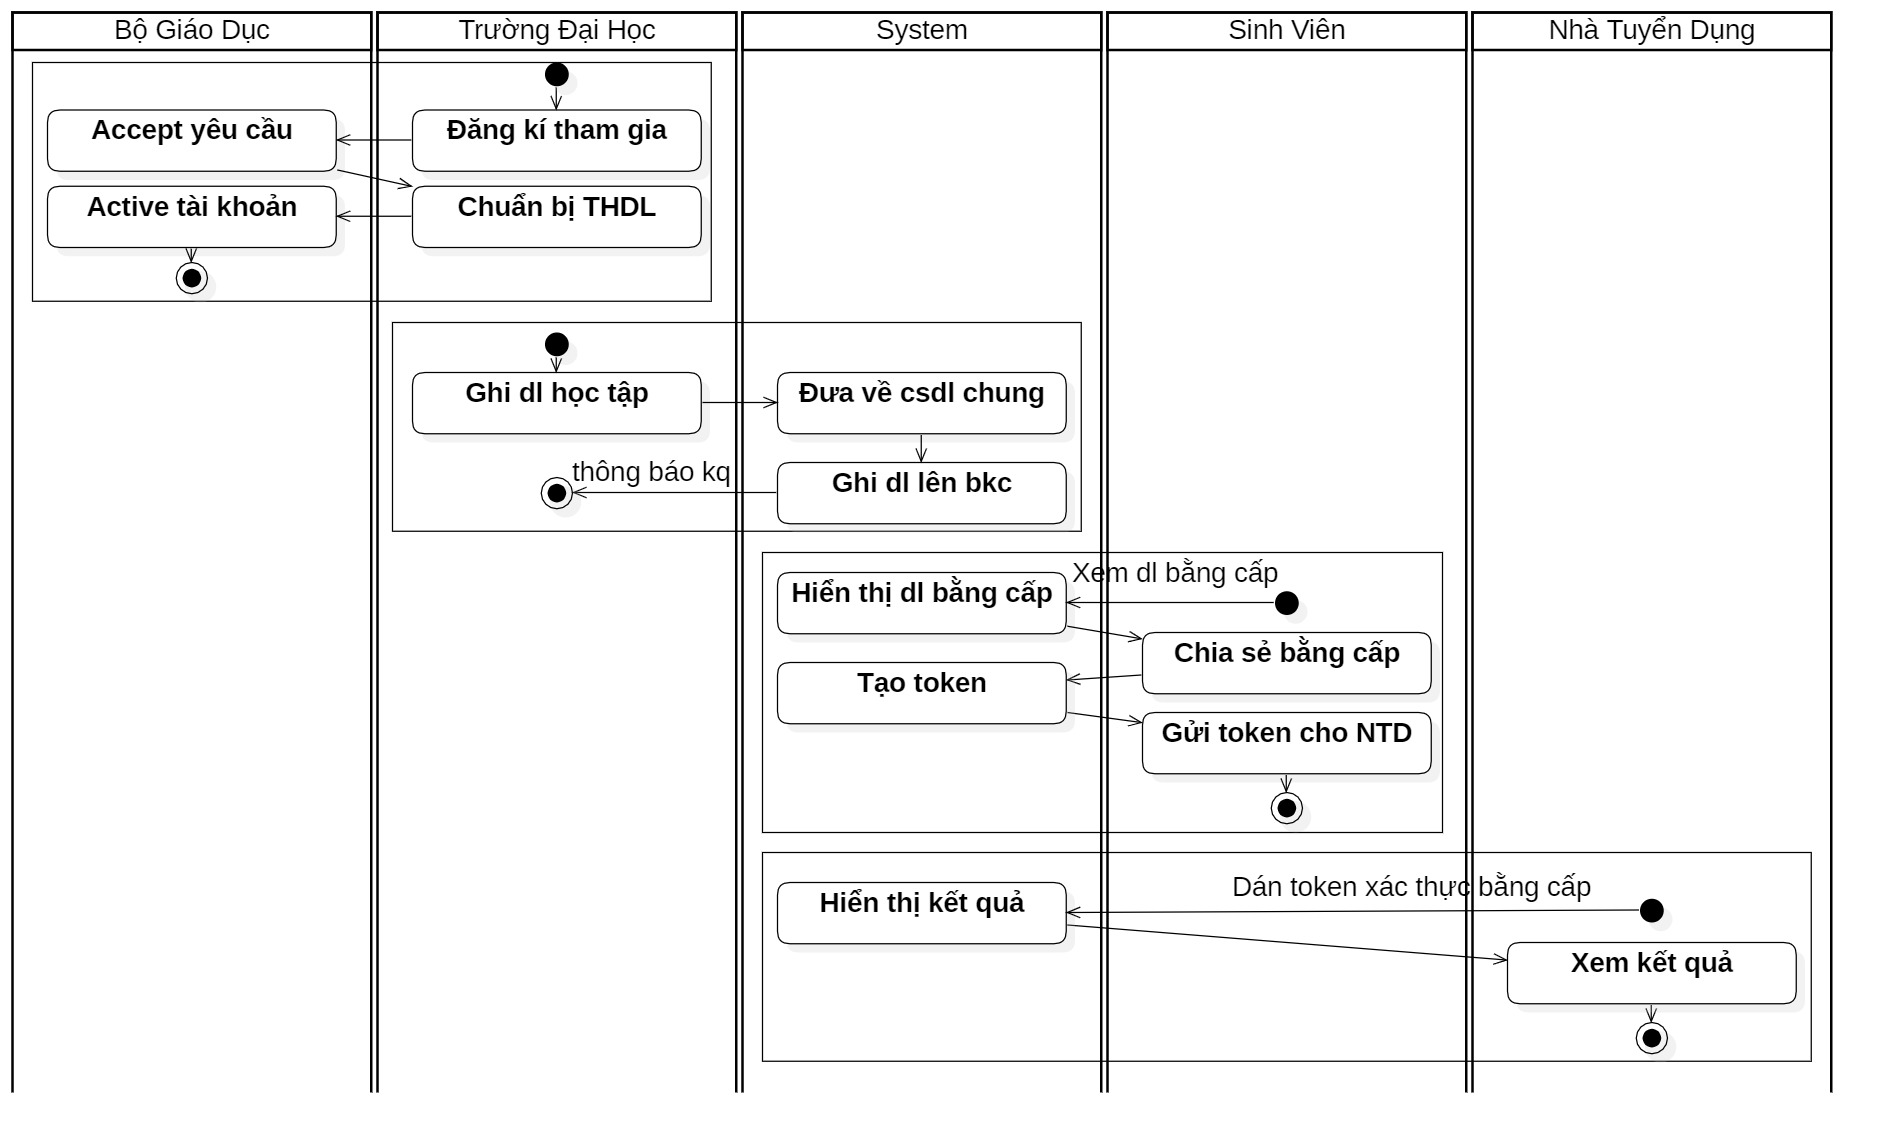 Bộ Giáo Dục
Trường Đại Học
System
Sinh Viên
Nhà Tuyển Dụng
Accept yêu cầu
Đăng kí tham gia
Active tài khoản
Chuẩn bị THDL
Ghi dl học tập
Đưa về csdl chung
thông báo kq
Ghi dl lên bkc
Xem dl bằng cấp
Hiển thị dl bằng cấp
Chia sẻ bằng cấp
Tạo token
Gửi token cho NTD
Dán token xác thực bằng cấp
Hiển thị kết quả
Xem kết quả